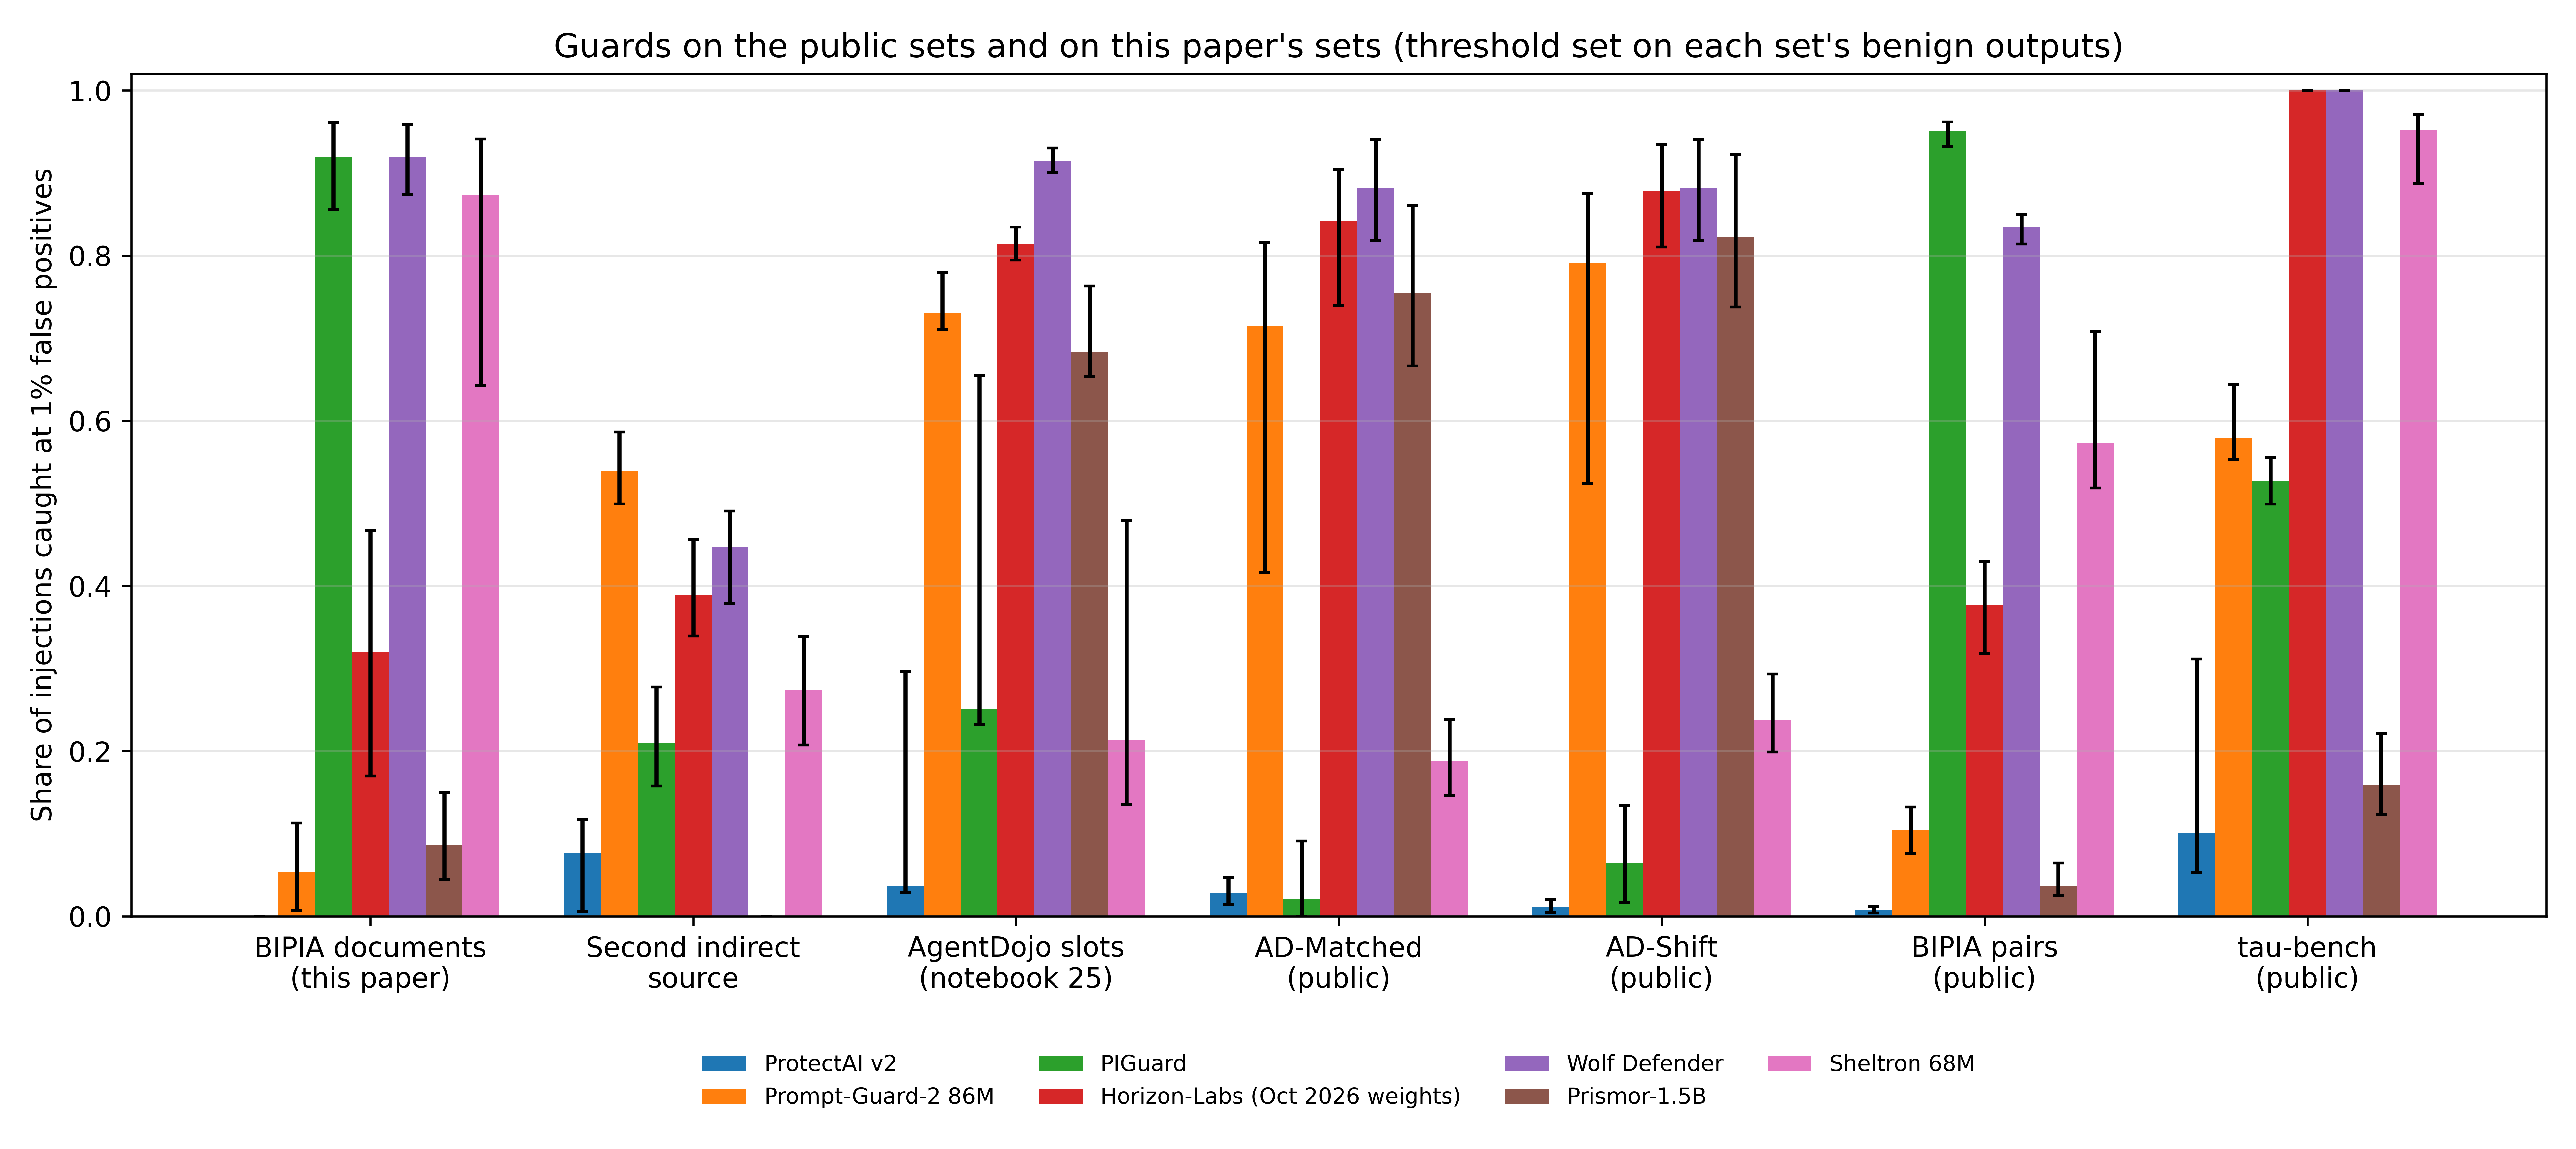 Guards on the public sets and on this paper's sets (threshold set on each set's benign outputs)
Share of injections caught at 1% false positives
1.0
0.8
0.6
0.4
0.2
0.0
BIPIA documents
(this paper)
Second indirect
source
AgentDojo slots
(notebook 25)
AD-Matched
(public)
AD-Shift
(public)
BIPIA pairs
(public)
tau-bench
(public)
ProtectAI v2
Prompt-Guard-2 86M
PIGuard
Horizon-Labs (Oct 2026 weights)
Wolf Defender
Prismor-1.5B
Sheltron 68M